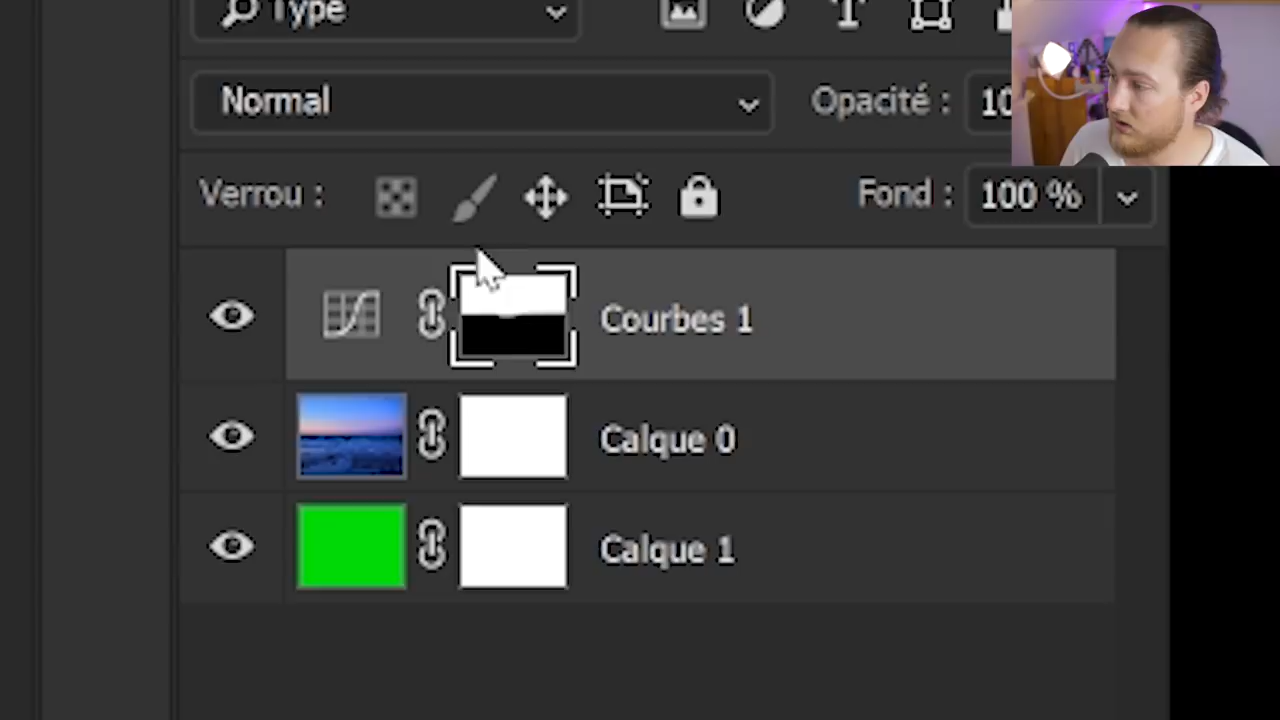 Type
Normal
Opacité : 10
Verrou :
Fond : 100 %
Courbes 1
Calque 0
Calque 1